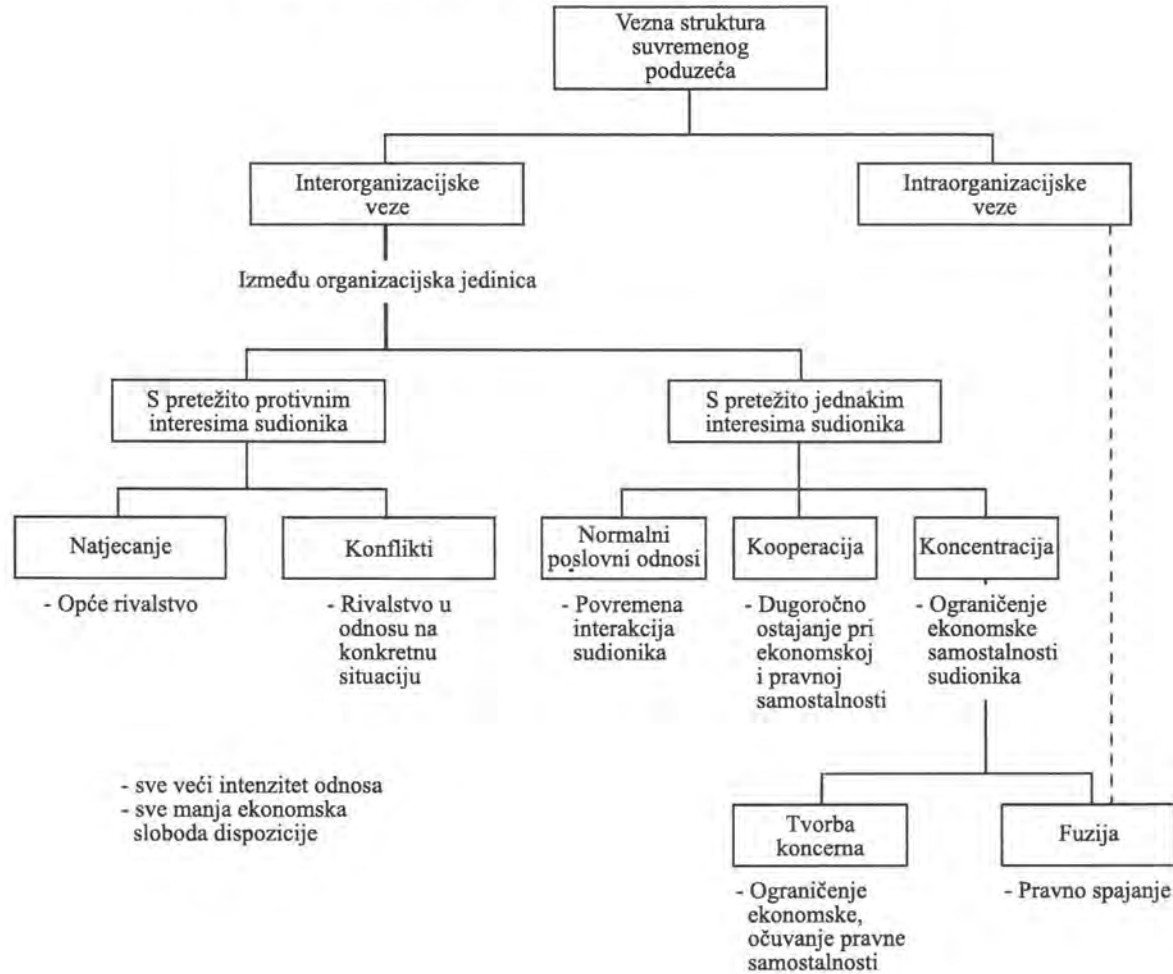 Vezna struktura
suvremenog
poduzeća
Interorganizacijske
veze
Intraorganizacijske
veze
Između organizacijska jedinica
S pretežito protivnim
interesima sudionika
S pretežito jednakim
interesima sudionika
Natjecanje
- Opće rivalstvo
Konflikti
- Rivalstvo u
odnosu na
konkretnu
situaciju
Normalni
poslovni odnosi
- Povremena
interakcija
sudionika
Kooperacija
- Dugoročno
ostajanje pri
ekonomskoj
i pravnoj
samostalnosti
Koncentracija
- Ograničenje
ekonomske
samostalnosti
sudionika
- sve veći intenzitet odnosa
- sve manja ekonomska
sloboda dispozicije
Tvorba
koncerna
- Ograničenje
ekonomske,
očuvanje pravne
samostalnosti
Fuzija
- Pravno spajanje